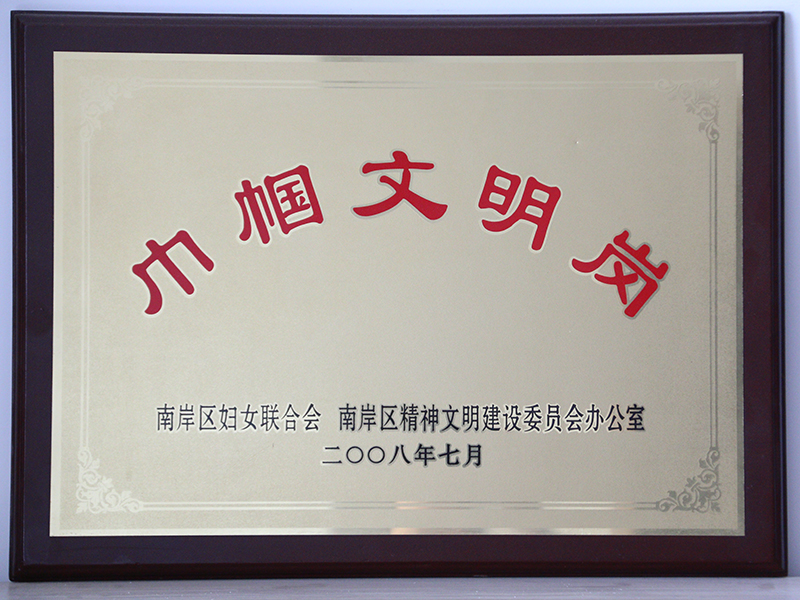 巾帼文明岗
南岸区妇女联合会 南岸区精神文明建设委员会办公室
二〇〇八年七月